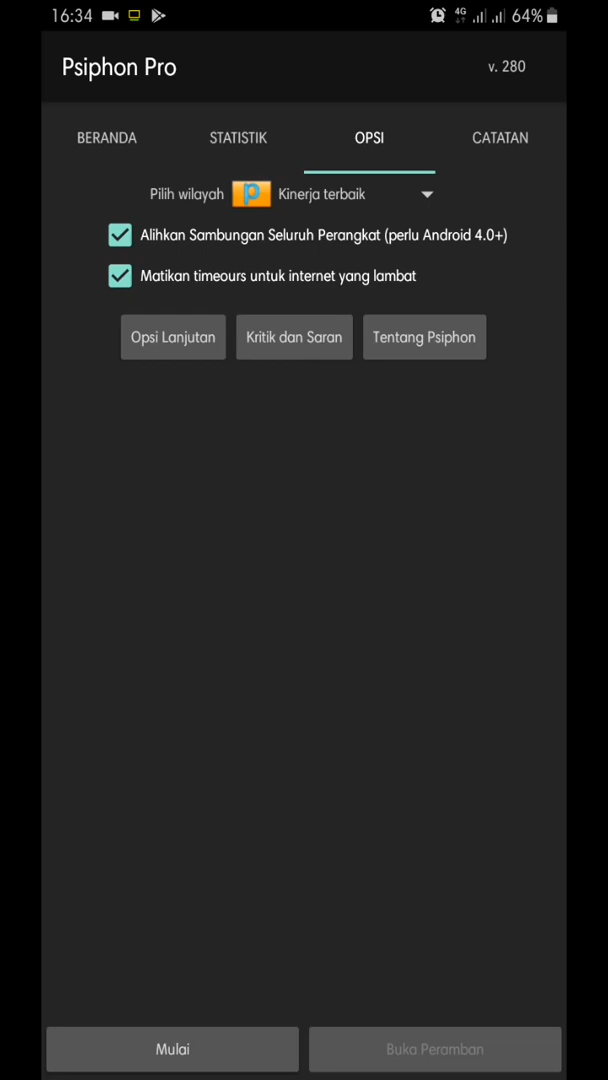 16:34 4G 64%
Psiphon Pro v. 280
BERANDA STATISTIK OPSI CATATAN
Pilih wilayah P Kinerja terbaik
Alihkan Sambungan Seluruh Perangkat (perlu Android 4.0+)
Matikan timeours untuk internet yang lambat
Opsi Lanjutan Kritik dan Saran Tentang Psiphon
Mulai Buka Peramban